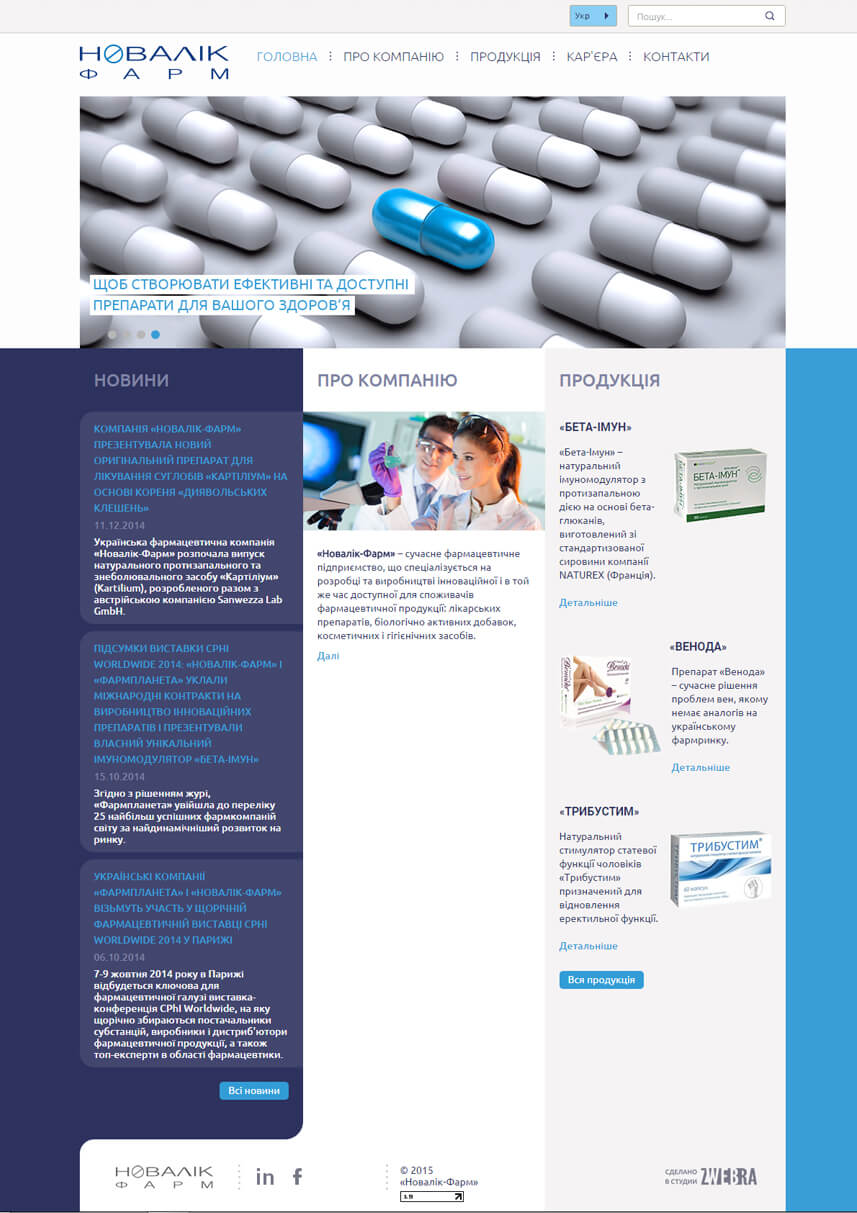 Укр
Пошук...
НОВАЛІК
ФАРМ
ГОЛОВНА
ПРО КОМПАНІЮ
ПРОДУКЦІЯ
КАР'ЄРА
КОНТАКТИ
ЩОБ СТВОРЮВАТИ ЕФЕКТИВНІ ТА ДОСТУПНІ
ПРЕПАРАТИ ДЛЯ ВАШОГО ЗДОРОВ'Я
НОВИНИ
КОМПАНІЯ «НОВАЛІК-ФАРМ»
ПРЕЗЕНТУВАЛА НОВИЙ
ОРИГІНАЛЬНИЙ ПРЕПАРАТ ДЛЯ
ЛІКУВАННЯ СУГЛОБІВ «КАРТІЛІУМ» НА
ОСНОВІ КОРЕНЯ «ДИЯВОЛЬСЬКИХ
КЛЕШЕНЬ»
11.12.2014
Українська фармацевтична компанія
«Новалік-Фарм» розпочала випуск
натурального протизапального та
знеболювального засобу «Картіліум»
(Kartilium), розробленого разом з
австрійською компанією Sanwezza Lab
GmbH.
ПІДСУМКИ ВИСТАВКИ CPHI
WORLDWIDE 2014: «НОВАЛІК-ФАРМ» І
«ФАРМПЛАНЕТА» УКЛАЛИ
МІЖНАРОДНІ КОНТРАКТИ НА
ВИРОБНИЦТВО ІННОВАЦІЙНИХ
ПРЕПАРАТІВ І ПРЕЗЕНТУВАЛИ
ВЛАСНИЙ УНІКАЛЬНИЙ
ІМУНОМОДУЛЯТОР «БЕТА-ІМУН»
15.10.2014
Згідно з рішенням журі,
«Фармпланета» увійшла до переліку
25 найбільш успішних фармкомпаній
світу за найдинамічніший розвиток на
ринку.
УКРАЇНСЬКІ КОМПАНІЇ
«ФАРМПЛАНЕТА» І «НОВАЛІК-ФАРМ»
ВІЗЬМУТЬ УЧАСТЬ У ЩОРІЧНІЙ
ФАРМАЦЕВТИЧНІЙ ВИСТАВЦІ CPHI
WORLDWIDE 2014 У ПАРИЖІ
06.10.2014
7-9 жовтня 2014 року в Парижі
відбудеться ключова для
фармацевтичної галузі виставка-
конференція CPhI Worldwide, на яку
щорічно збираються постачальники
субстанцій, виробники і дистриб'ютори
фармацевтичної продукції, а також
топ-експерти в області фармацевтики.
Всі новини
ПРО КОМПАНІЮ
«Новалік-Фарм» – сучасне фармацевтичне
підприємство, що спеціалізується на
розробці та виробництві інноваційної і в той
же час доступної для споживачів
фармацевтичної продукції: лікарських
препаратів, біологічно активних добавок,
косметичних і гігієнічних засобів.
Далі
ПРОДУКЦІЯ
«БЕТА-ІМУН»
«Бета-Імун» –
натуральний
імуномодулятор з
протизапальною
дією на основі бета-
глюканів,
виготовлений зі
стандартизованої
сировини компанії
NATUREX (Франція).
БЕТА-ІМУН
Детальніше
«ВЕНОДА»
Препарат «Венода»
– сучасне рішення
проблем вен, якому
немає аналогів на
українському
фармринку.
Детальніше
«ТРИБУСТИМ»
Натуральний
стимулятор статевої
функції чоловіків
«Трибустим»
призначений для
відновлення
еректильної функції.
ТРИБУСТИМ®
60 капсул
Детальніше
Вся продукція
НОВАЛІК
ФАРМ
in f
© 2015
«Новалік-Фарм»
СДЕЛАНО
В СТУДИИ
ZWEBRA